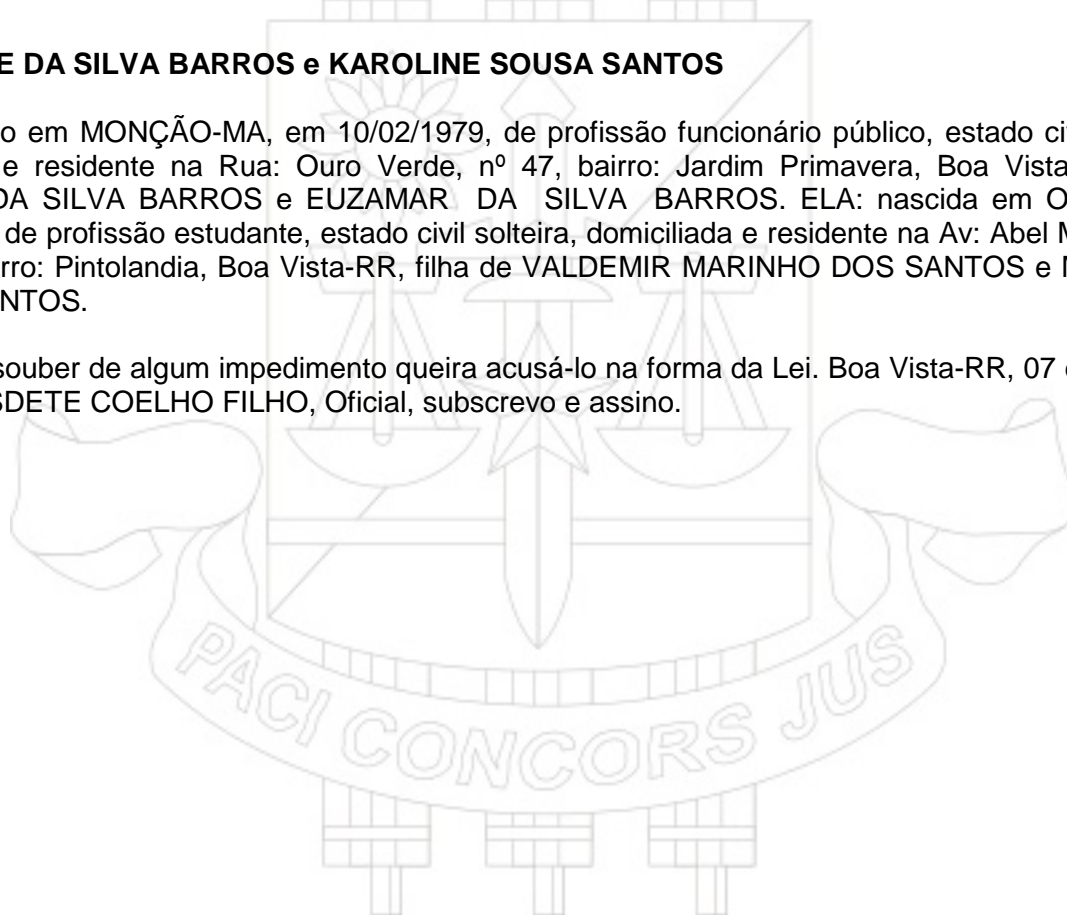 E DA SILVA BARROS e KAROLINE SOUSA SANTOS
o em MONÇÃO-MA, em 10/02/1979, de profissão funcionário público, estado ci
e residente na Rua: Ouro Verde, nº 47, bairro: Jardim Primavera, Boa Vista
DA SILVA BARROS e EUZAMAR DA SILVA BARROS. ELA: nascida em O
de profissão estudante, estado civil solteira, domiciliada e residente na Av: Abel M
rro: Pintolandia, Boa Vista-RR, filha de VALDEMIR MARINHO DOS SANTOS e
NTOS.
souber de algum impedimento queira acusá-lo na forma da Lei. Boa Vista-RR, 07
SDETE COELHO FILHO, Oficial, subscrevo e assino.
PACI CONCORS JUS